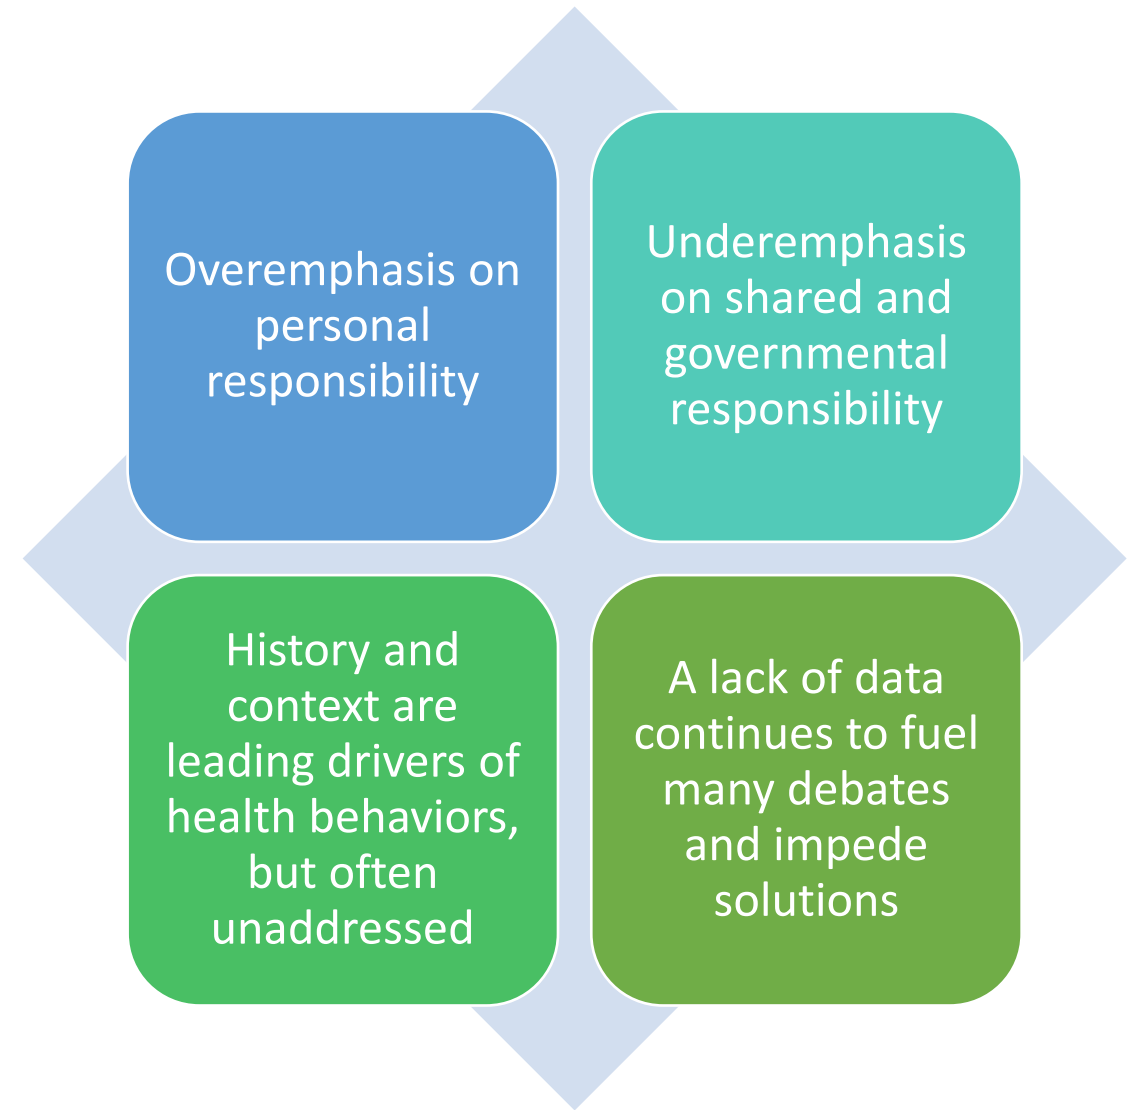 Overemphasis on
personal
responsibility
Underemphasis
on shared and
governmental
responsibility
History and
context are
leading drivers of
health behaviors,
but often
unaddressed
A lack of data
continues to fuel
many debates
and impede
solutions